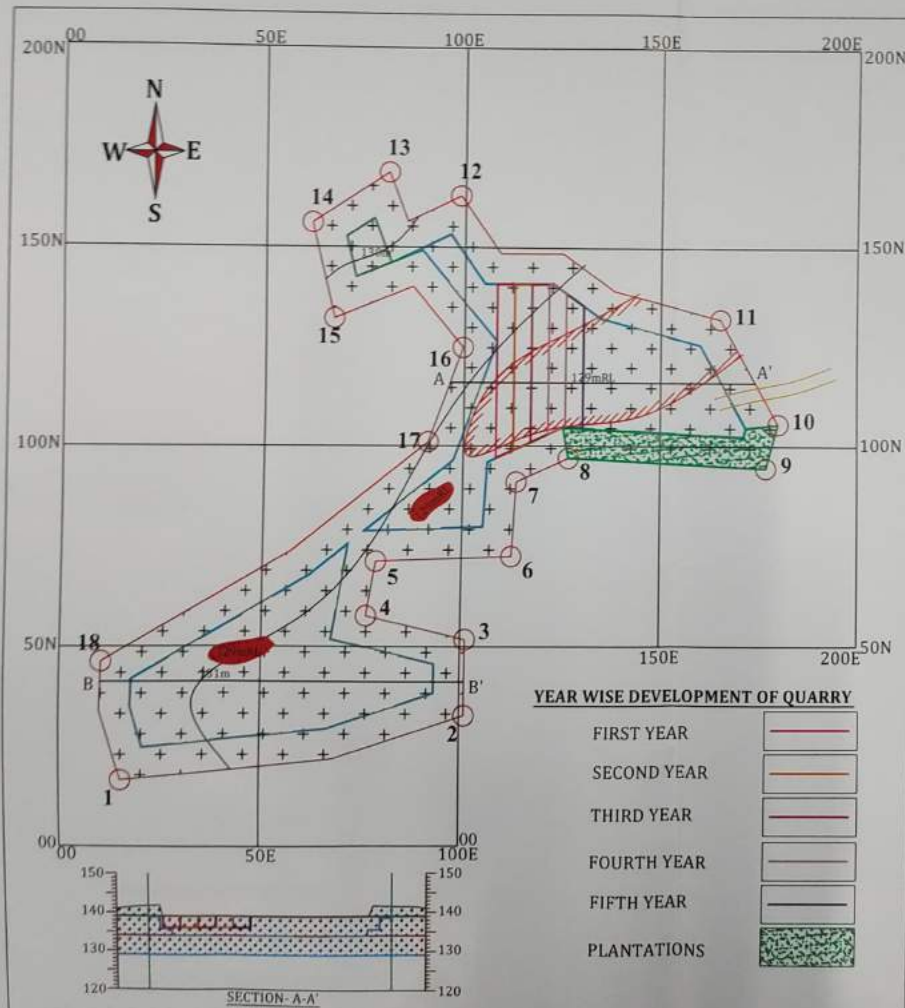 50E 100E 150E 200E
200N 200N
N
W E
S
13
12
14
150N 150N
11
15
16
A A'
129mRL
10
17
100N 100N
8
9
7
6
5
4
3
18
50N 50N
B B'
2
1
00 00
00 50E 100E
YEAR WISE DEVELOPMENT OF QUARRY
FIRST YEAR
SECOND YEAR
THIRD YEAR
FOURTH YEAR
FIFTH YEAR
PLANTATIONS
150 150
140 140
130 130
120 120
SECTION- A-A'
150E 200E